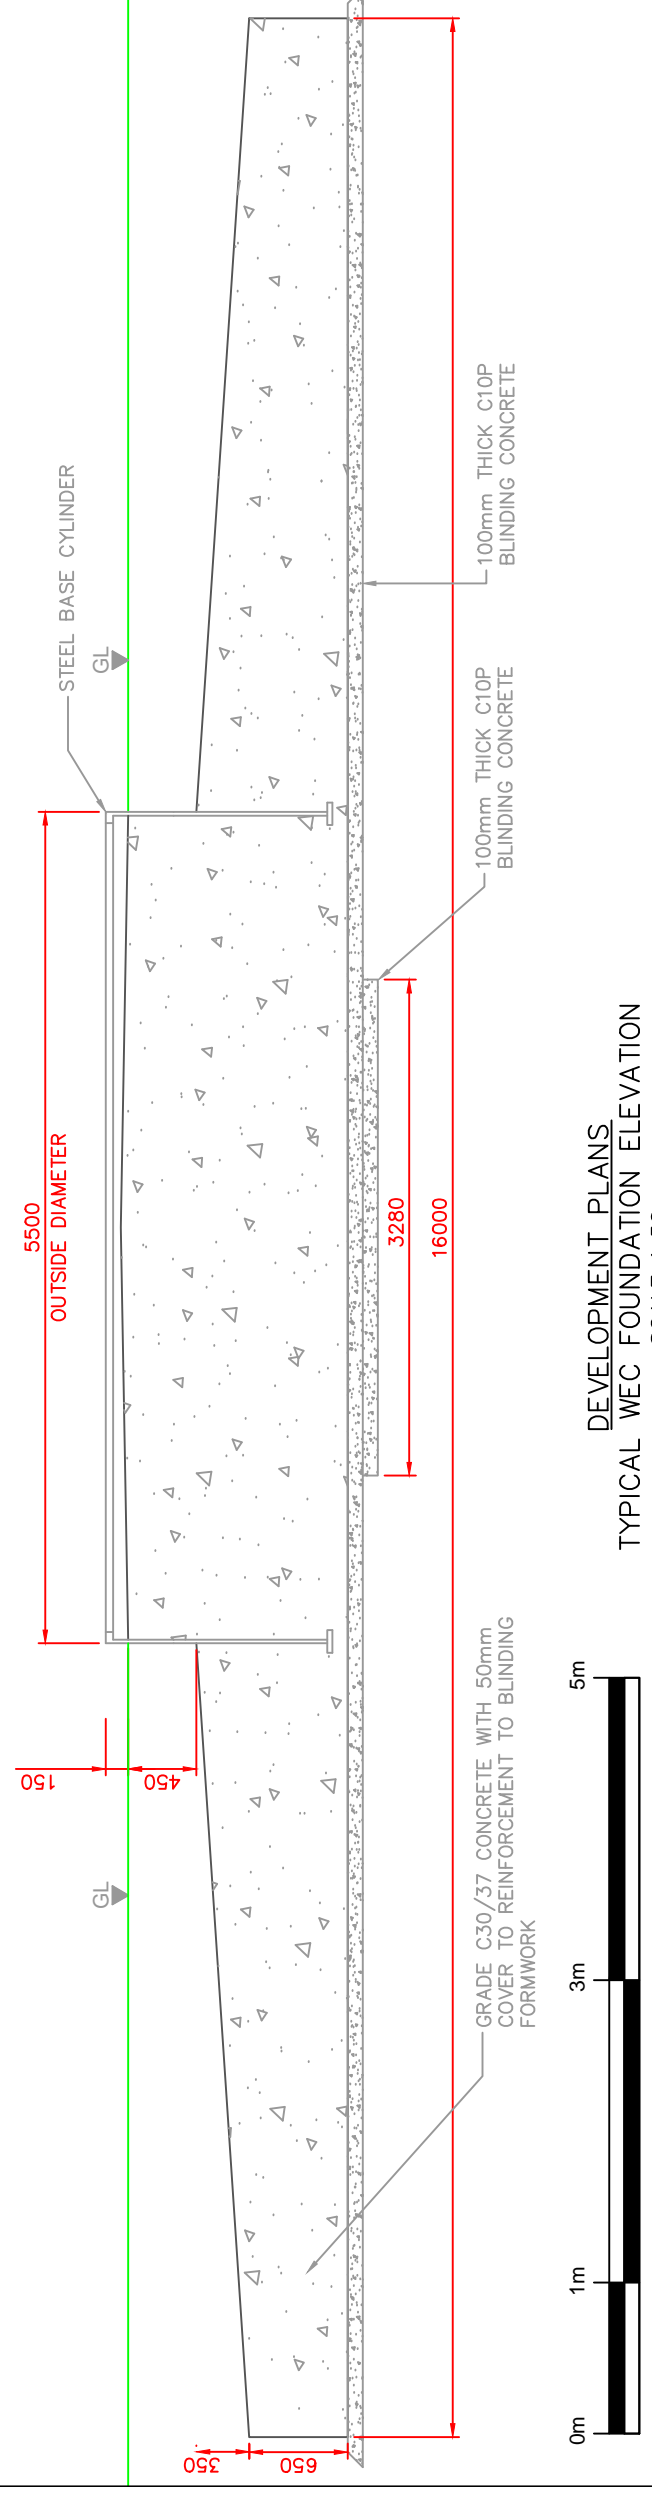 STEEL BASE CYLINDER
GL
5500
OUTSIDE DIAMETER
150
450
GL
350
650
100mm THICK C10P
BLINDING CONCRETE
100mm THICK C10P
BLINDING CONCRETE
3280
16000
GRADE C30/37 CONCRETE WITH 50mm
COVER TO REINFORCEMENT TO BLINDING
FORMWORK
DEVELOPMENT PLANS
TYPICAL WEC FOUNDATION ELEVATION
0m 1m 3m 5m